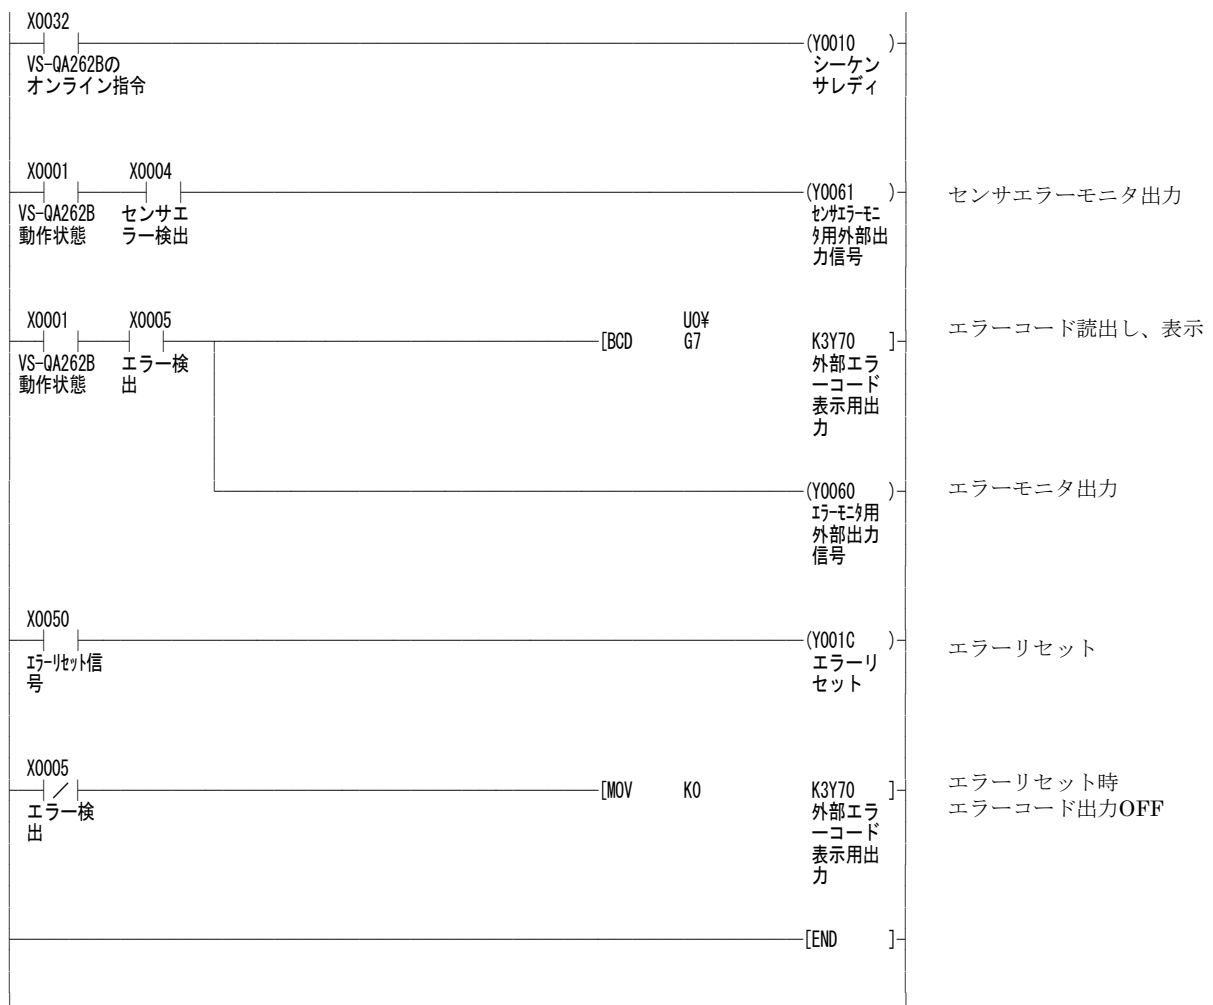 X0032
(Y0010 )
VS-QA262Bの
オンライン指令
シーケン
サレディ
X0001 X0004
(Y0061 )
センサエラーモニタ出力
VS-QA262B
動作状態
センサエ
ラー検出
ｾﾝｻｴﾗｰﾓﾆ
ﾀ用外部出
力信号
X0001 X0005
[BCD U0¥
G7 K3Y70 ]
エラーコード読出し、表示
VS-QA262B
動作状態
エラー検
出
外部エラ
ーコード
表示用出
力
(Y0060 )
エラーモニタ出力
ｴﾗｰﾓﾆﾀ用
外部出力
信号
X0050
(Y001C )
エラーリセット
ｴﾗｰﾘｾｯﾄ信
号
エラーリ
セット
X0005
[MOV K0 K3Y70 ]
エラーリセット時
エラーコード出力OFF
エラー検
出
外部エラ
ーコード
表示用出
力
[END ]